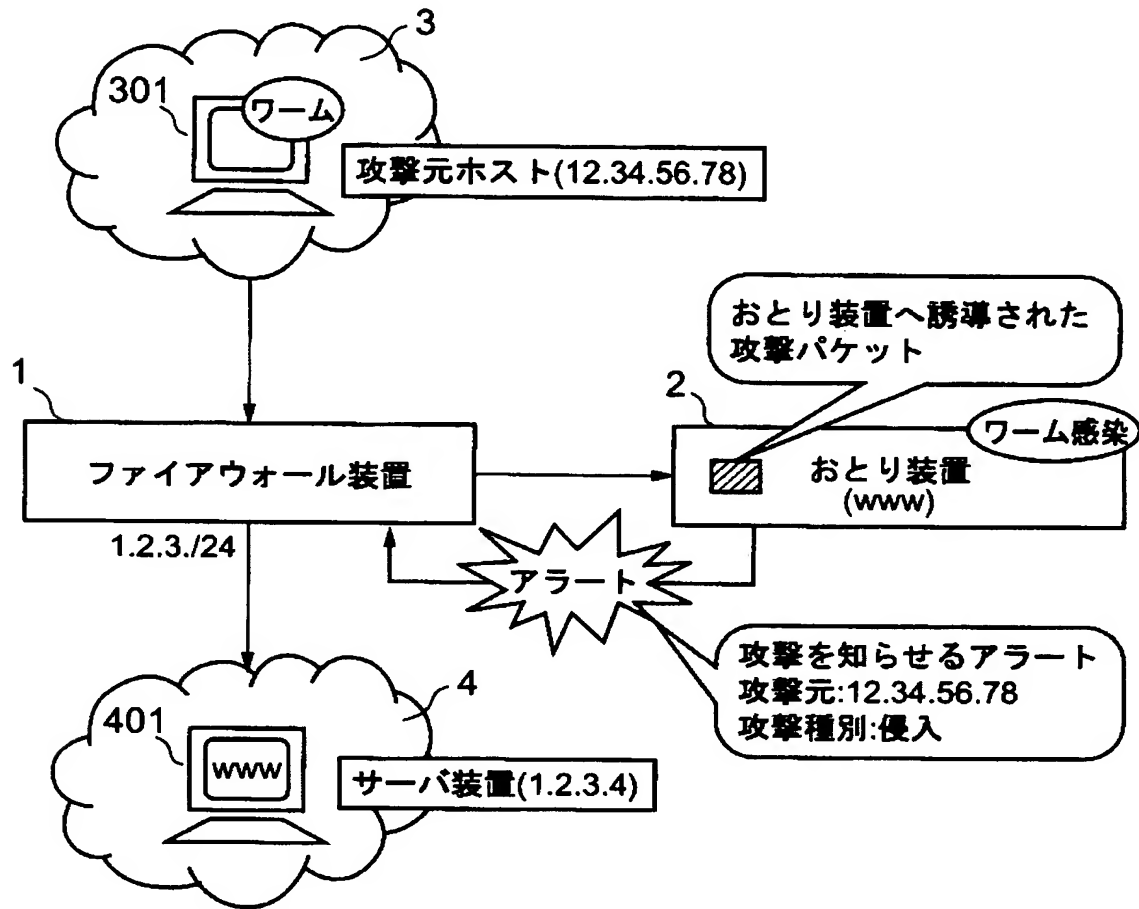 3
301
ワーム
攻撃元ホスト(12.34.56.78)
おとり装置へ誘導された
攻撃パケット
1
2
ワーム感染
ファイアウォール装置
おとり装置
(www)
1.2.3./24
アラート
攻撃を知らせるアラート
攻撃元:12.34.56.78
攻撃種別:侵入
4
401
www
サーバ装置(1.2.3.4)